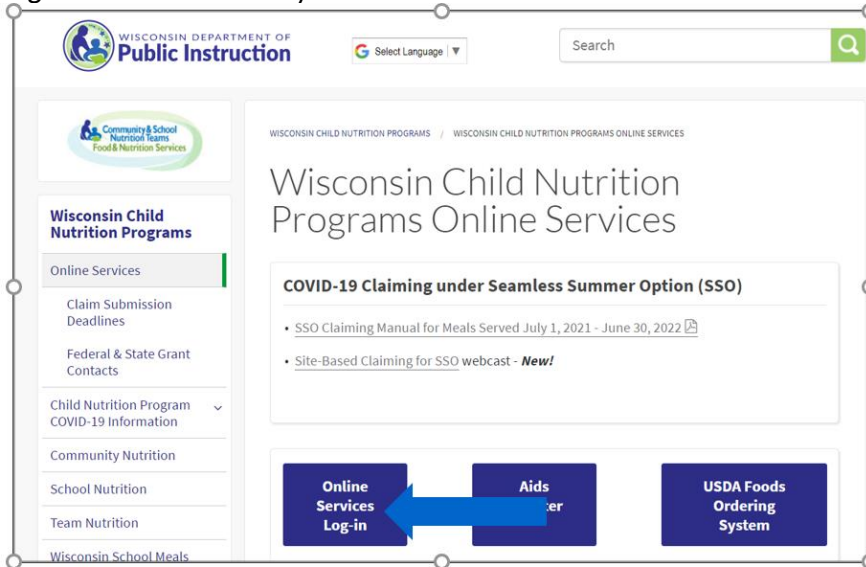 WISCONSIN DEPARTMENT OF
Public Instruction
Select Language
Search
Community & School
Nutrition Teams
Food & Nutrition Services
WISCONSIN CHILD NUTRITION PROGRAMS / WISCONSIN CHILD NUTRITION PROGRAMS ONLINE SERVICES
Wisconsin Child Nutrition
Programs Online Services
Wisconsin Child
Nutrition Programs
Online Services
Claim Submission
Deadlines
Federal & State Grant
Contacts
Child Nutrition Program
COVID-19 Information
Community Nutrition
School Nutrition
Team Nutrition
Wisconsin School Meals
COVID-19 Claiming under Seamless Summer Option (SSO)
• SSO Claiming Manual for Meals Served July 1, 2021 - June 30, 2022
• Site-Based Claiming for SSO webcast - New!
Online
Services
Log-in
Aids
USDA Foods
Ordering
System